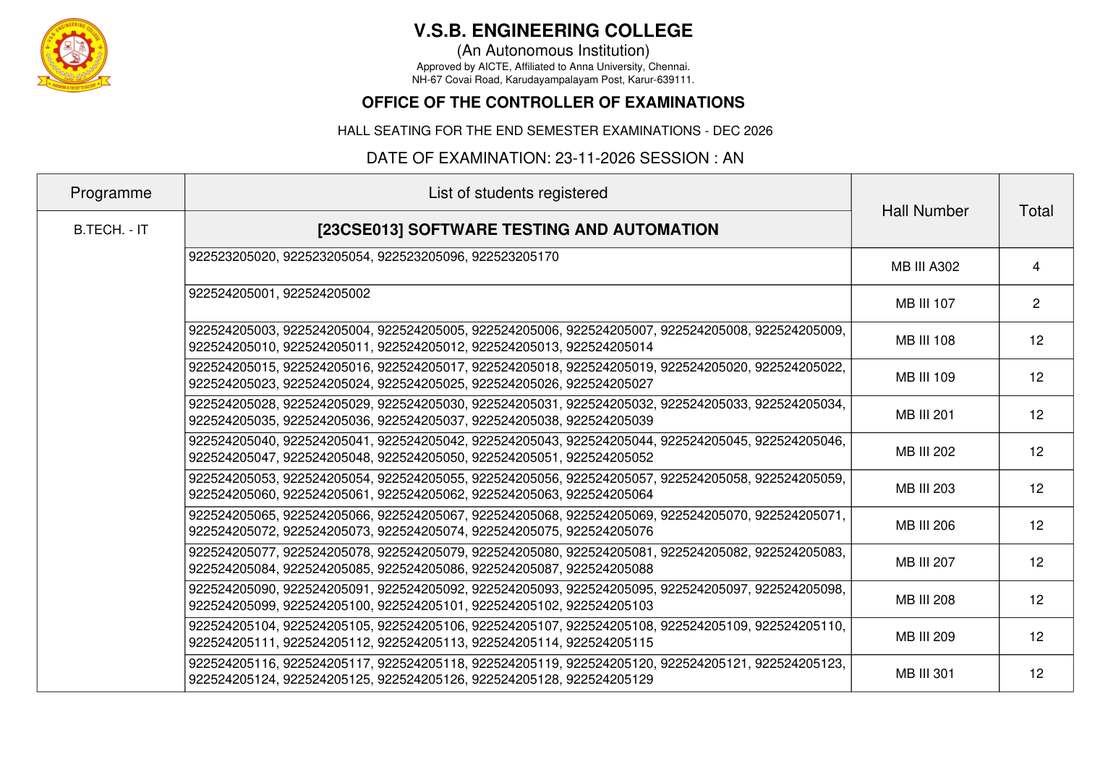 V.S.B. ENGINEERING COLLEGE
(An Autonomous Institution)
Approved by AICTE, Affiliated to Anna University, Chennai.
NH-67 Covai Road, Karudayampalayam Post, Karur-639111.
OFFICE OF THE CONTROLLER OF EXAMINATIONS
HALL SEATING FOR THE END SEMESTER EXAMINATIONS - DEC 2026
DATE OF EXAMINATION: 23-11-2026 SESSION : AN
Programme List of students registered Hall Number Total
B.TECH. - IT [23CSE013] SOFTWARE TESTING AND AUTOMATION
922523205020, 922523205054, 922523205096, 922523205170
MB III A302 4
922524205001, 922524205002
MB III 107 2
922524205003, 922524205004, 922524205005, 922524205006, 922524205007, 922524205008, 922524205009,
922524205010, 922524205011, 922524205012, 922524205013, 922524205014
MB III 108 12
922524205015, 922524205016, 922524205017, 922524205018, 922524205019, 922524205020, 922524205022,
922524205023, 922524205024, 922524205025, 922524205026, 922524205027
MB III 109 12
922524205028, 922524205029, 922524205030, 922524205031, 922524205032, 922524205033, 922524205034,
922524205035, 922524205036, 922524205037, 922524205038, 922524205039
MB III 201 12
922524205040, 922524205041, 922524205042, 922524205043, 922524205044, 922524205045, 922524205046,
922524205047, 922524205048, 922524205050, 922524205051, 922524205052
MB III 202 12
922524205053, 922524205054, 922524205055, 922524205056, 922524205057, 922524205058, 922524205059,
922524205060, 922524205061, 922524205062, 922524205063, 922524205064
MB III 203 12
922524205065, 922524205066, 922524205067, 922524205068, 922524205069, 922524205070, 922524205071,
922524205072, 922524205073, 922524205074, 922524205075, 922524205076
MB III 206 12
922524205077, 922524205078, 922524205079, 922524205080, 922524205081, 922524205082, 922524205083,
922524205084, 922524205085, 922524205086, 922524205087, 922524205088
MB III 207 12
922524205090, 922524205091, 922524205092, 922524205093, 922524205095, 922524205097, 922524205098,
922524205099, 922524205100, 922524205101, 922524205102, 922524205103
MB III 208 12
922524205104, 922524205105, 922524205106, 922524205107, 922524205108, 922524205109, 922524205110,
922524205111, 922524205112, 922524205113, 922524205114, 922524205115
MB III 209 12
922524205116, 922524205117, 922524205118, 922524205119, 922524205120, 922524205121, 922524205123,
922524205124, 922524205125, 922524205126, 922524205128, 922524205129
MB III 301 12